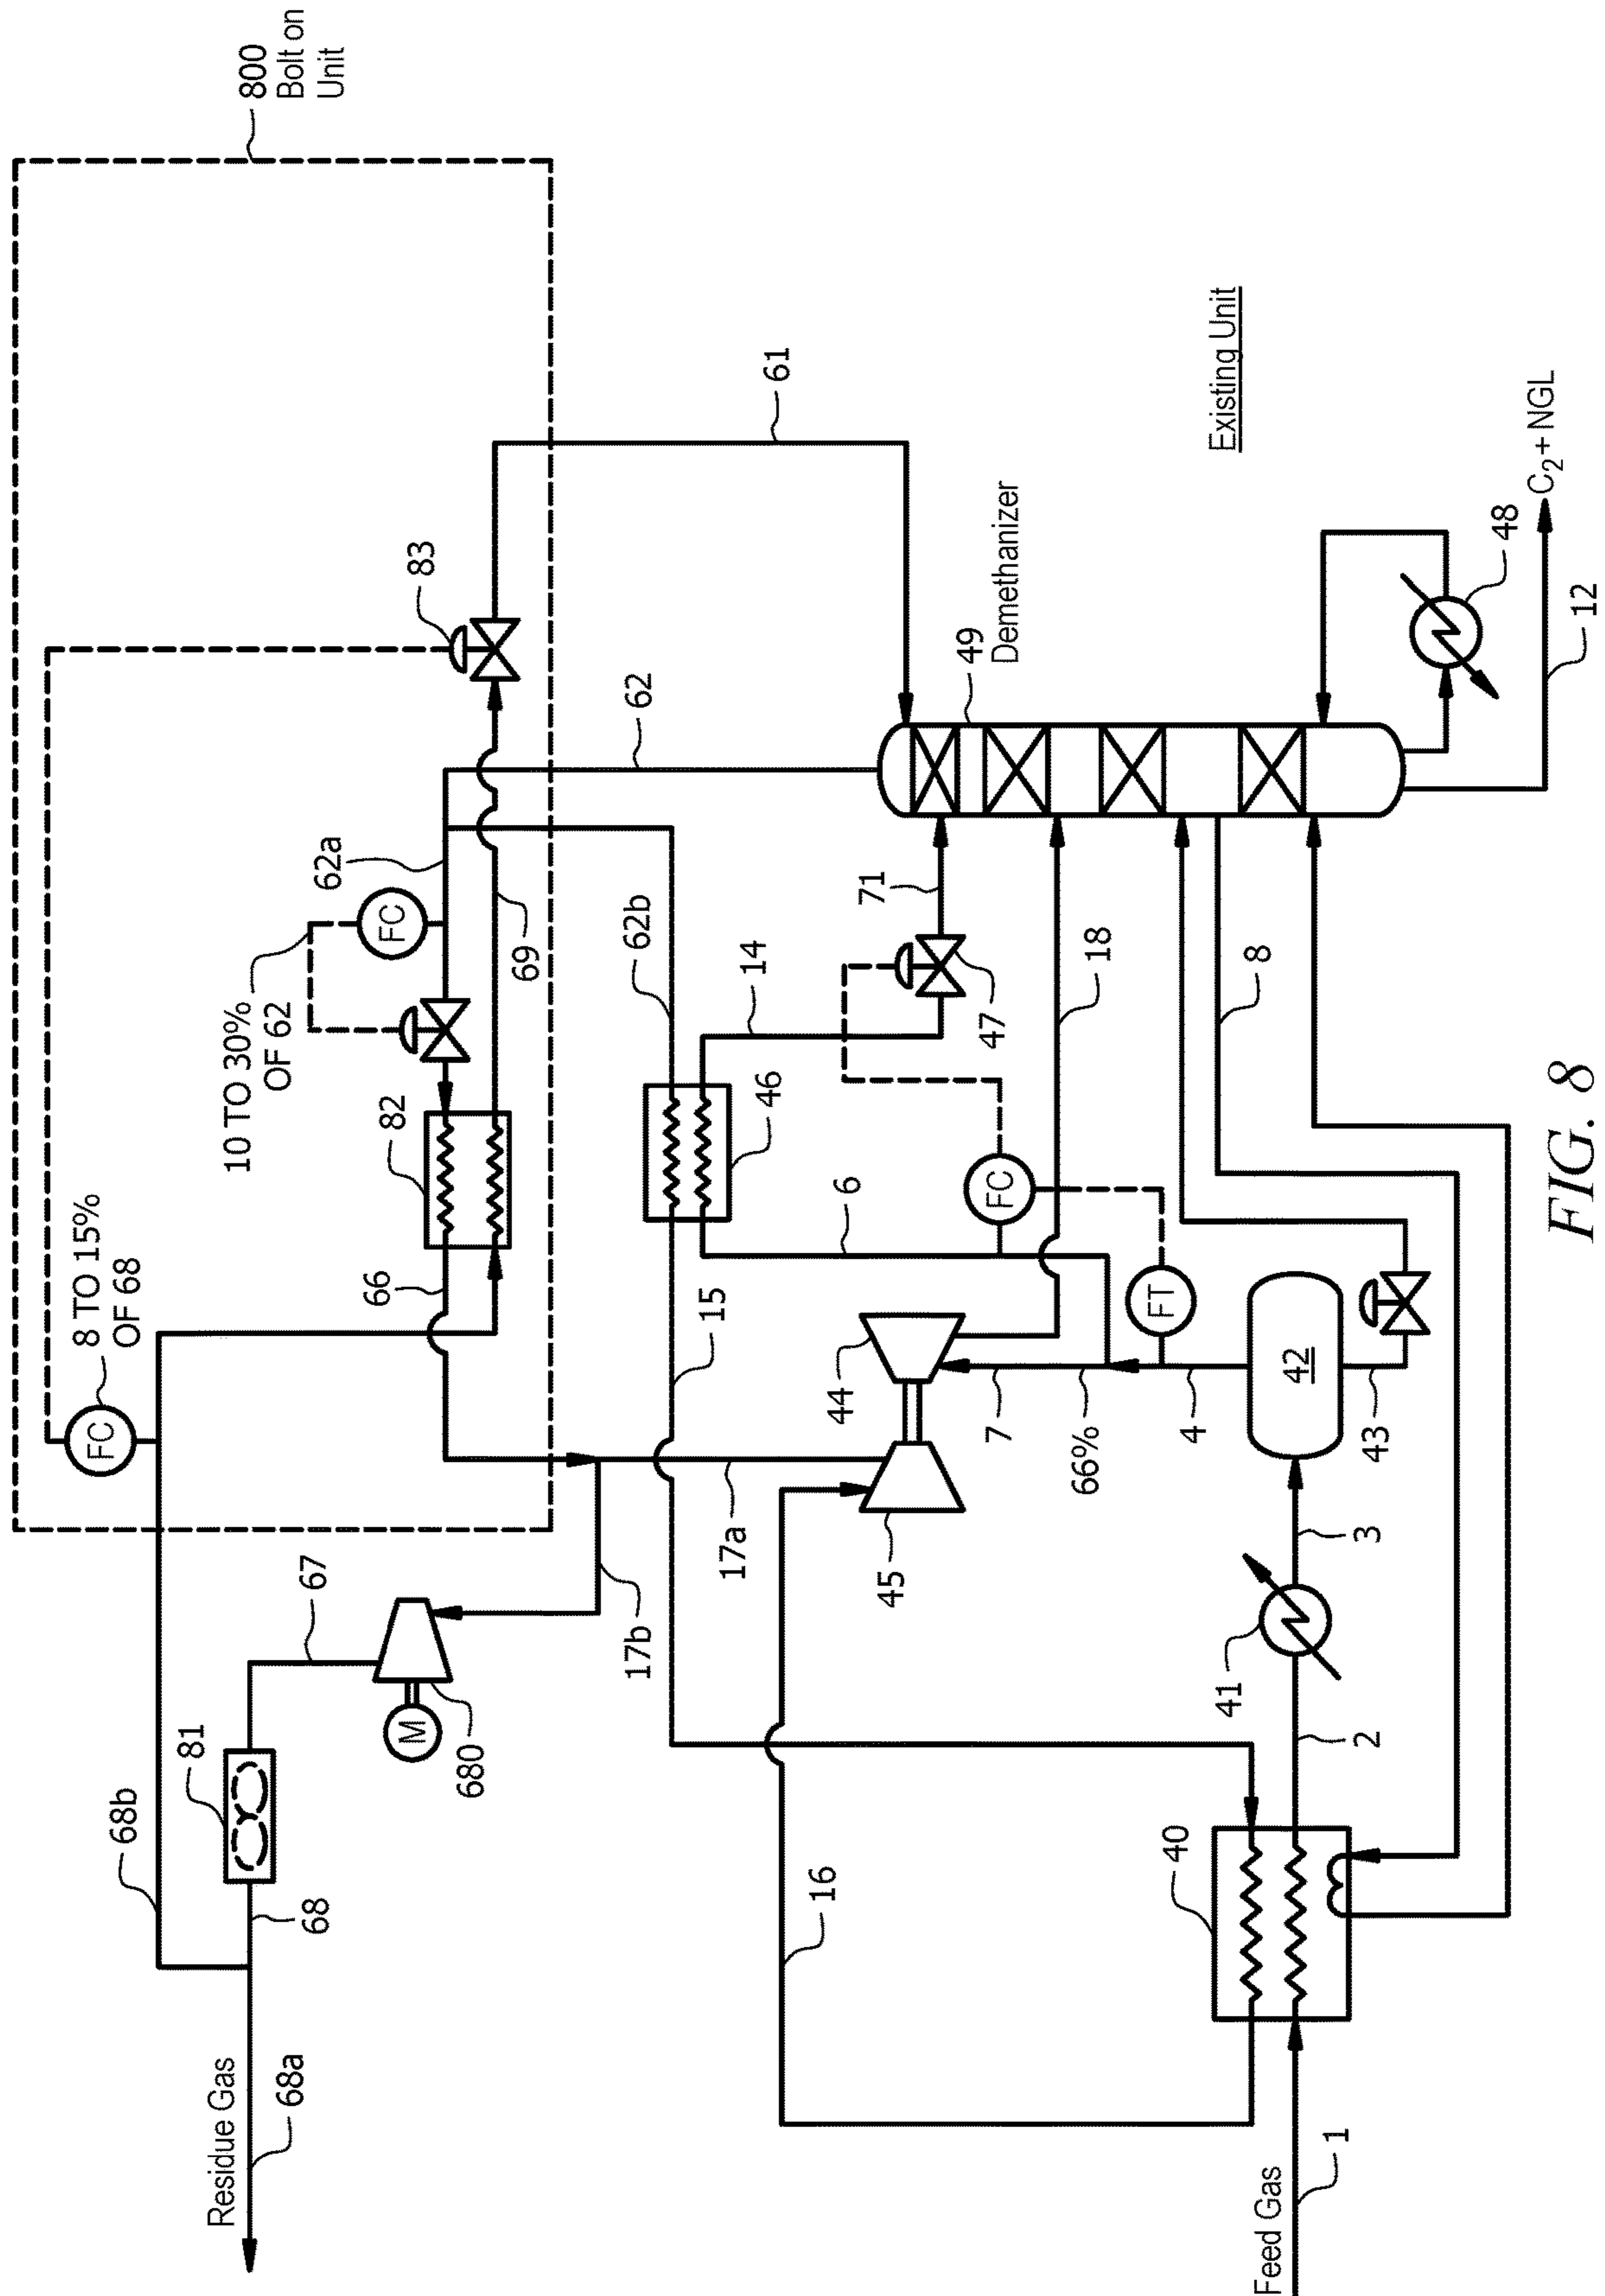 800
Bolt on
Unit
FC
8 TO 15%
OF 68
10 TO 30%
OF 62
FC
62a
83
82
66
69
62
61
68b
81
67
M
680
68
Residue Gas
68a
17b
17a
15
62b
46
14
6
71
47
49
Demethanizer
Existing Unit
16
45
44
FC
18
7
66%
FT
4
42
43
8
48
C2+ NGL
12
40
41
2
3
Feed Gas
1
FIG. 8